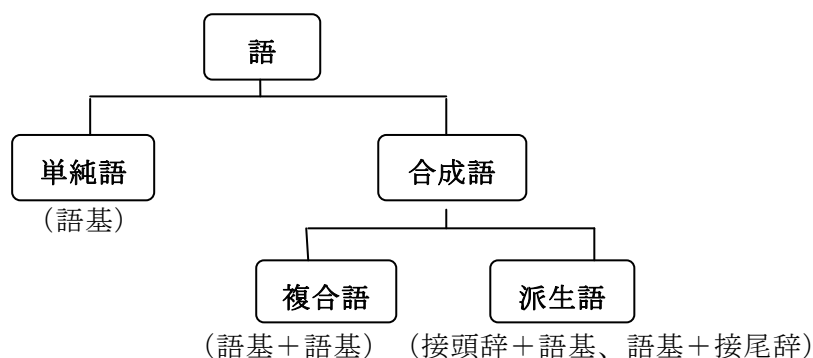 語
単純語 合成語
（語基）
複合語 派生語
（語基＋語基） （接頭辞＋語基、語基＋接尾辞）